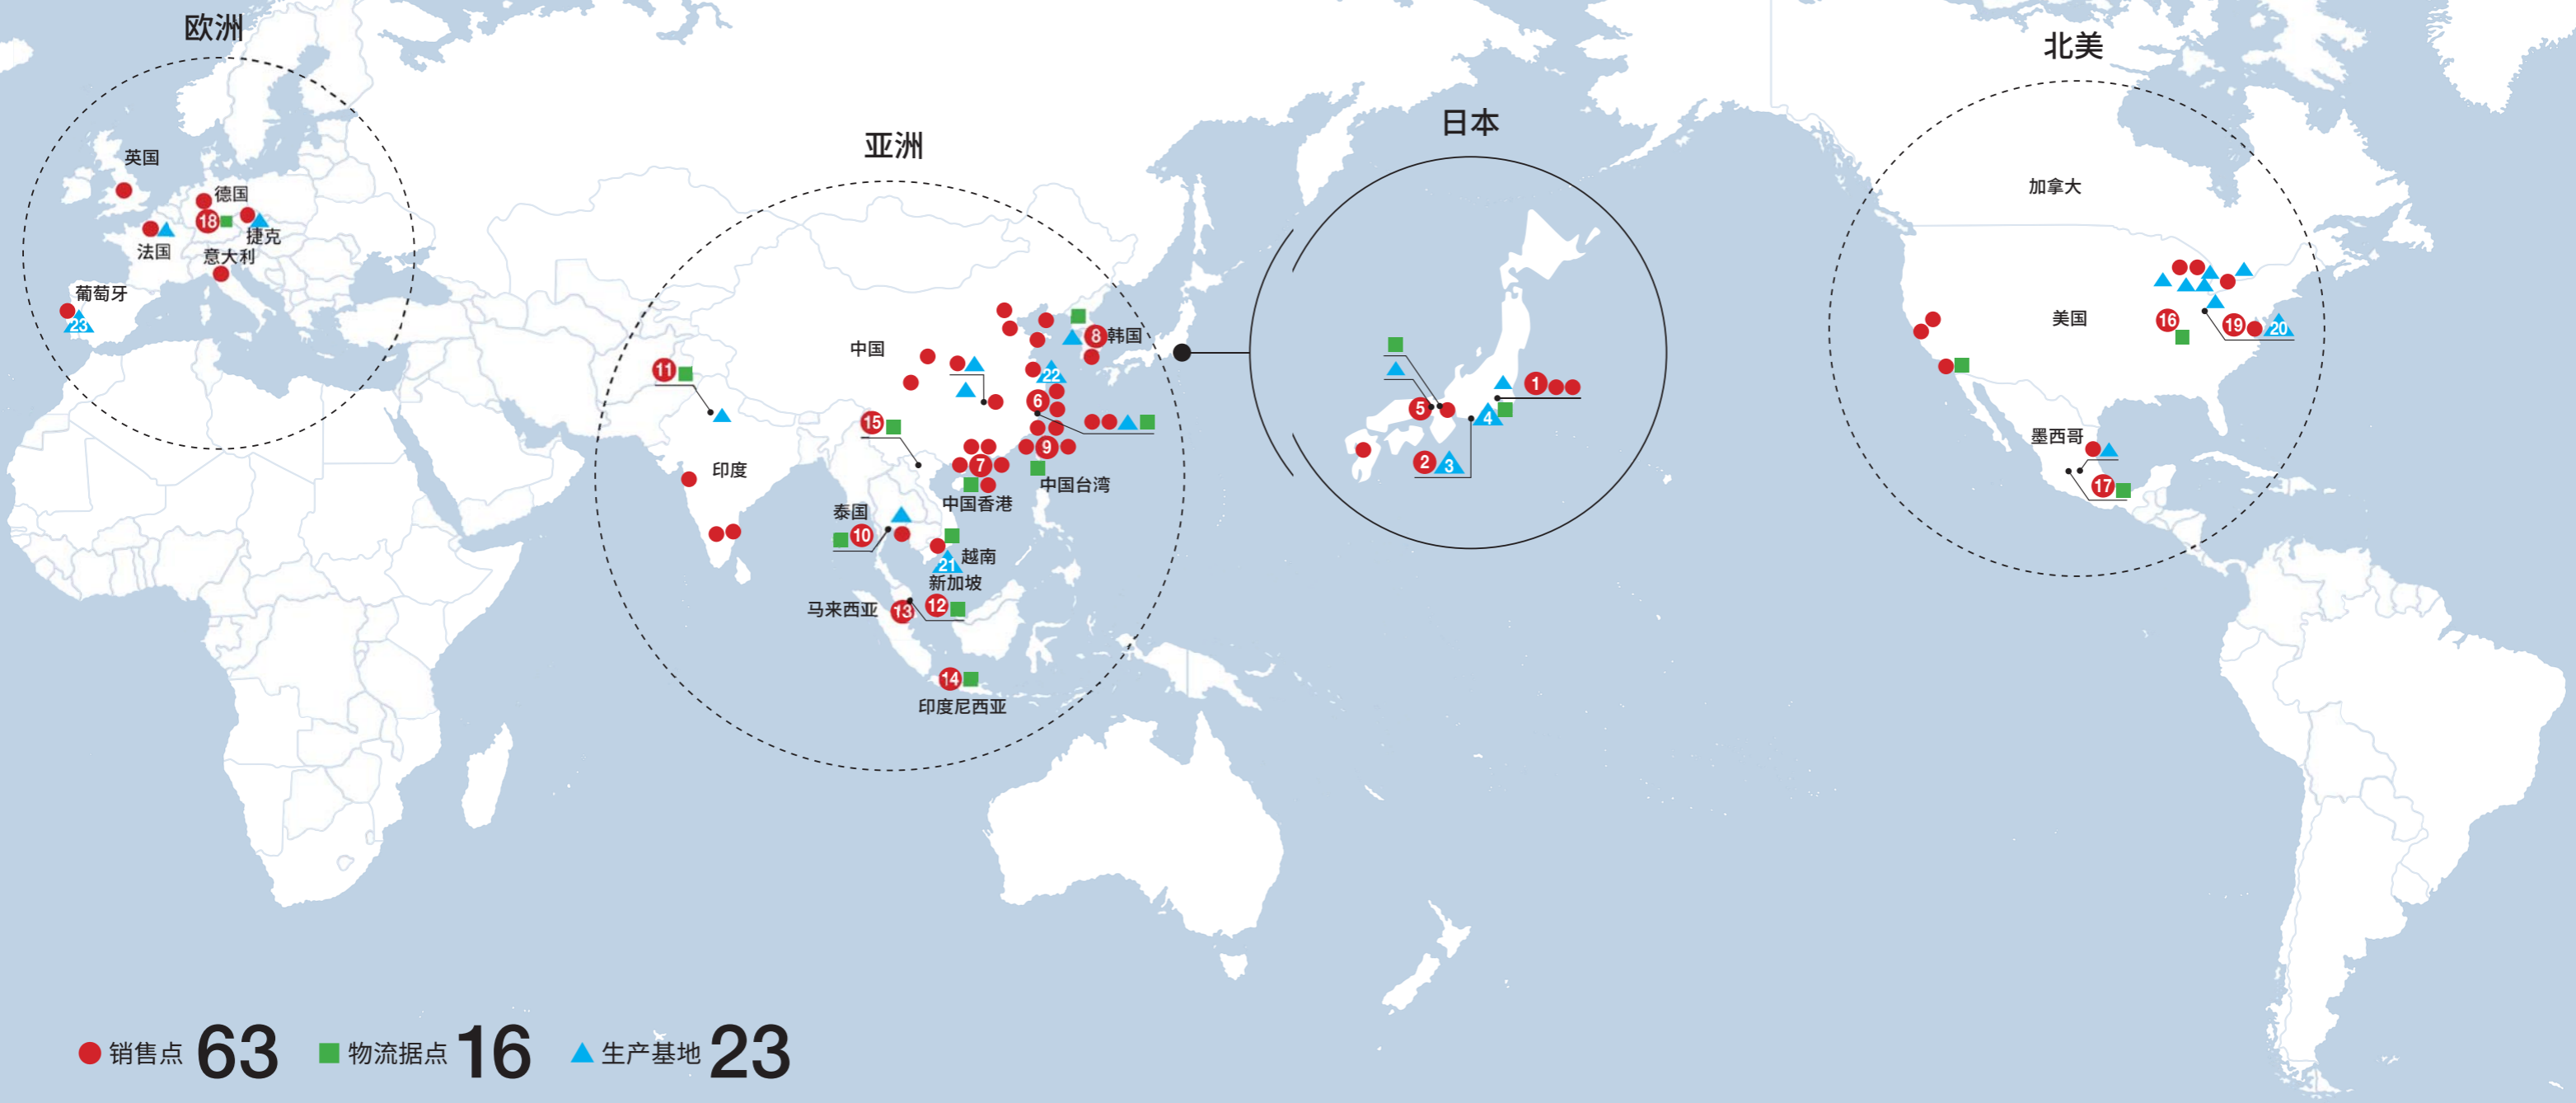 欧洲
英国
德国
18
捷克
法国
意大利
葡萄牙
23
亚洲
中国
8
韩国
11
22
6
15
9
7
印度
中国台湾
中国香港
泰国
10
越南
21
新加坡
马来西亚
13
12
14
印度尼西亚
日本
1
5
4
2
3
北美
加拿大
美国
16
19
20
墨西哥
17
销售点 63
物流据点 16
生产基地 23